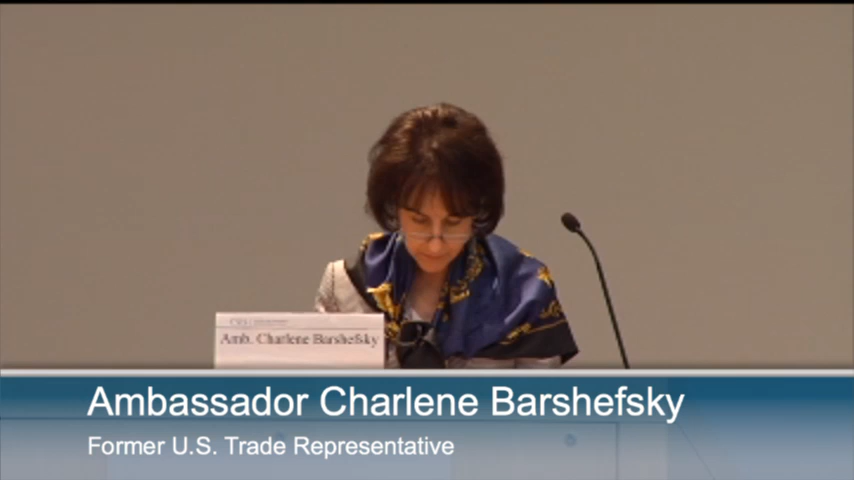 Amb. Charlene Barshefsky
Ambassador Charlene Barshefsky
Former U.S. Trade Representative